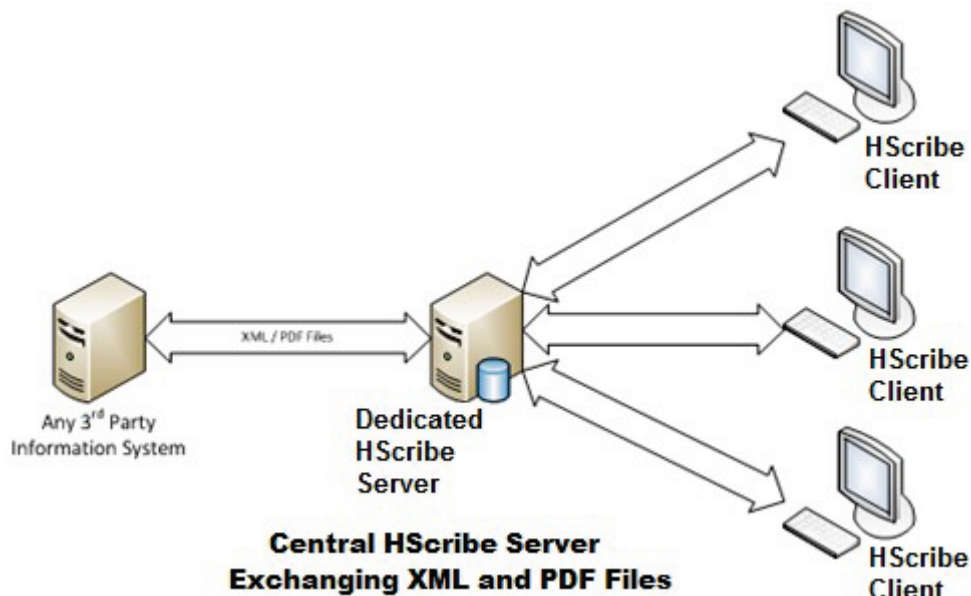 HScribe
Client
XML / PDF Files
HScribe
Client
Any 3rd Party
Information System
Dedicated
HScribe
Server
Central HScribe Server
Exchanging XML and PDF Files
HScribe
Client